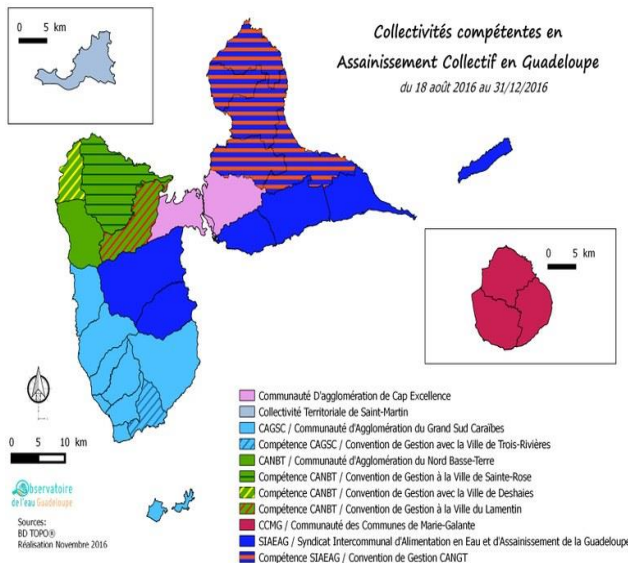 0 5 km
Collectivités compétentes en
Assainissement Collectif en Guadeloupe
du 18 août 2016 au 31/12/2016
0 5 km
0 5 10 km
Communauté D'agglomération de Cap Excellence
Collectivité Territoriale de Saint-Martin
CAGSC / Communauté d'Agglomération du Grand Sud Caraïbes
Compétence CAGSC / Convention de Gestion avec la Ville de Trois-Rivières
CANBT / Communauté d'Agglomération du Nord Basse-Terre
Compétence CANBT / Convention de Gestion à la Ville de Sainte-Rose
Compétence CANBT / Convention de Gestion avec la Ville de Deshaies
Compétence CANBT / Convention de Gestion à la Ville du Lamentin
CCMG / Communauté des Communes de Marie-Galante
SIAEAG / Syndicat Intercommunal d'Alimentation en Eau et d'Assainissement de la Guadeloupe
Compétence SIAEAG / Convention de Gestion CANGT
Observatoire
de l'eau Guadeloupe
Sources:
BD TOPO®
Réalisation Novembre 2016